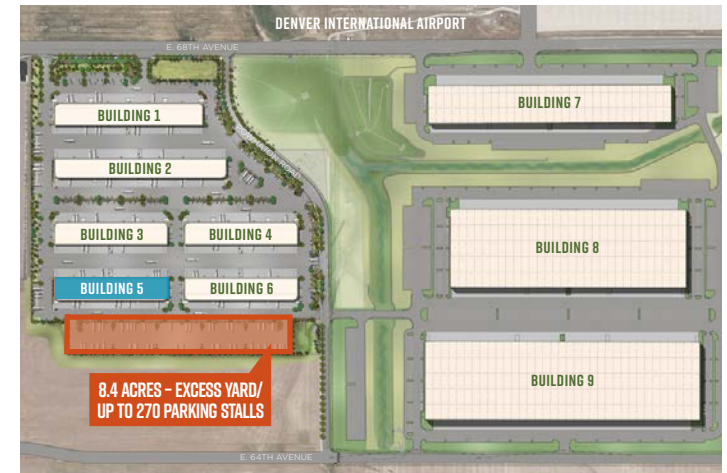 DENVER INTERNATIONAL AIRPORT
E. 68TH AVENUE
BUILDING 1
BUILDING 7
BUILDING 2
BUILDING 3
BUILDING 4
BUILDING 8
BUILDING 5
BUILDING 6
8.4 ACRES – EXCESS YARD/
UP TO 270 PARKING STALLS
BUILDING 9
E. 64TH AVENUE